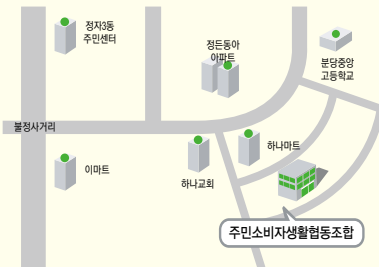 정자3동
주민센터
정든동아
아파트
분당중앙
고등학교
불정사거리
이마트
하나교회
하나마트
주민소비자생활협동조합